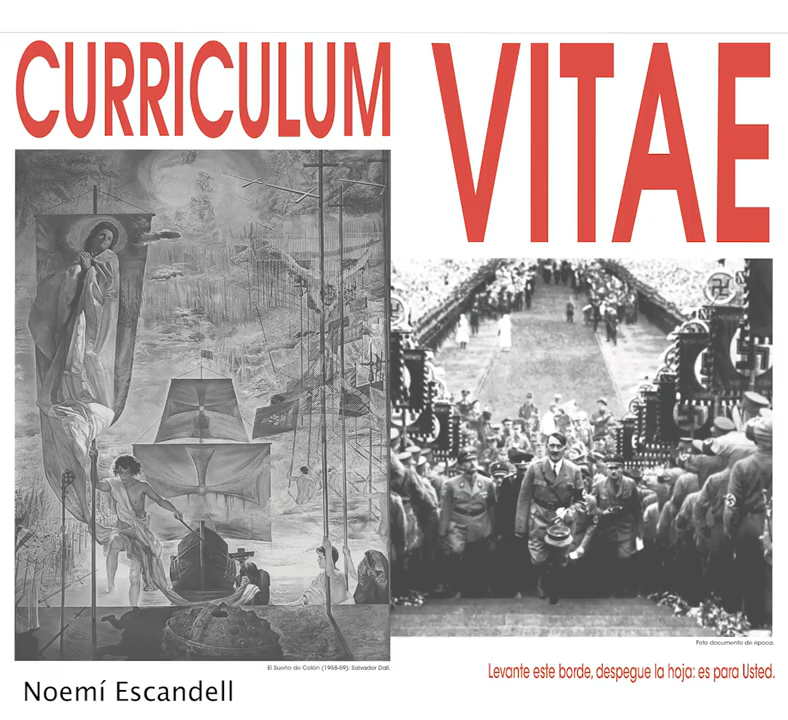 CURRICULUM VITAE
El Sueño de Colón (1958-59); Salvador Dalí.
Foto documento de época.
Levante este borde, despegue la hoja: es para Usted.
Noemí Escandell